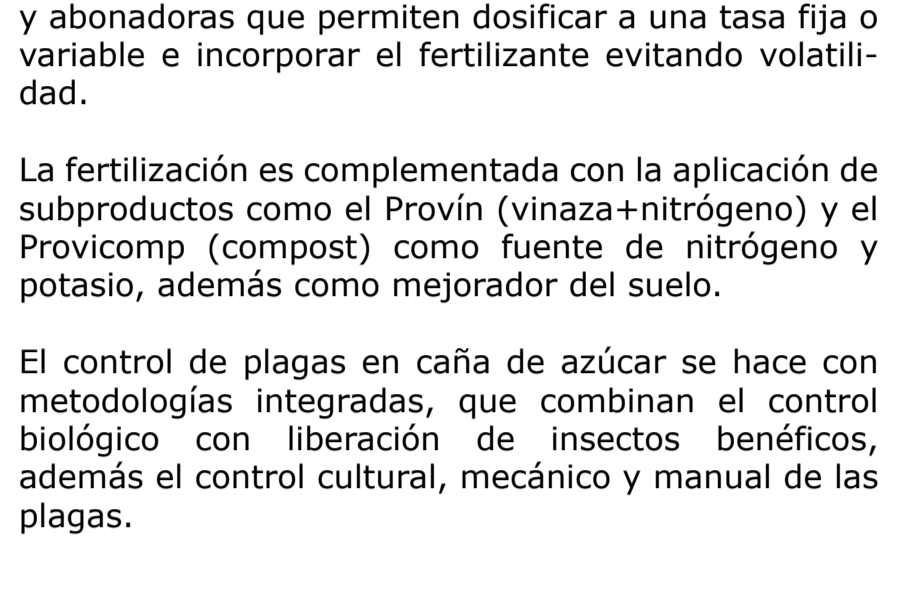 y abonadoras que permiten dosificar a una tasa fija o
variable e incorporar el fertilizante evitando volatili-
dad.
La fertilización es complementada con la aplicación de
subproductos como el Provín (vinaza+nitrógeno) y el
Provicomp (compost) como fuente de nitrógeno y
potasio, además como mejorador del suelo.
El control de plagas en caña de azúcar se hace con
metodologías integradas, que combinan el control
biológico con liberación de insectos benéficos,
además el control cultural, mecánico y manual de las
plagas.